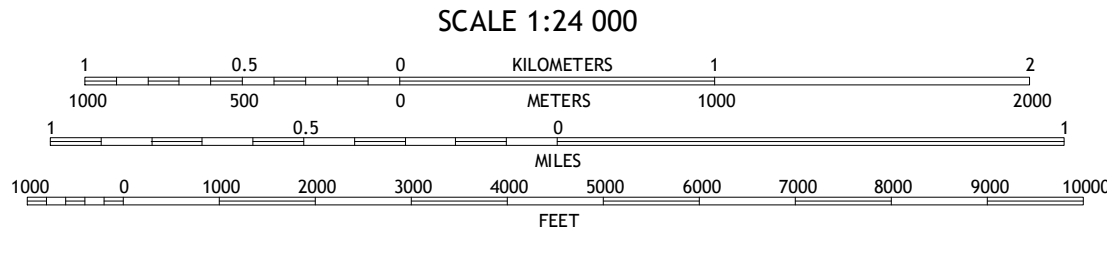 SCALE 1:24 000
1 0.5 0 KILOMETERS 1 2
1000 500 0 METERS 1000 2000
1 0.5 0 1
MILES
1000 0 1000 2000 3000 4000 5000 6000 7000 8000 9000 10000
FEET